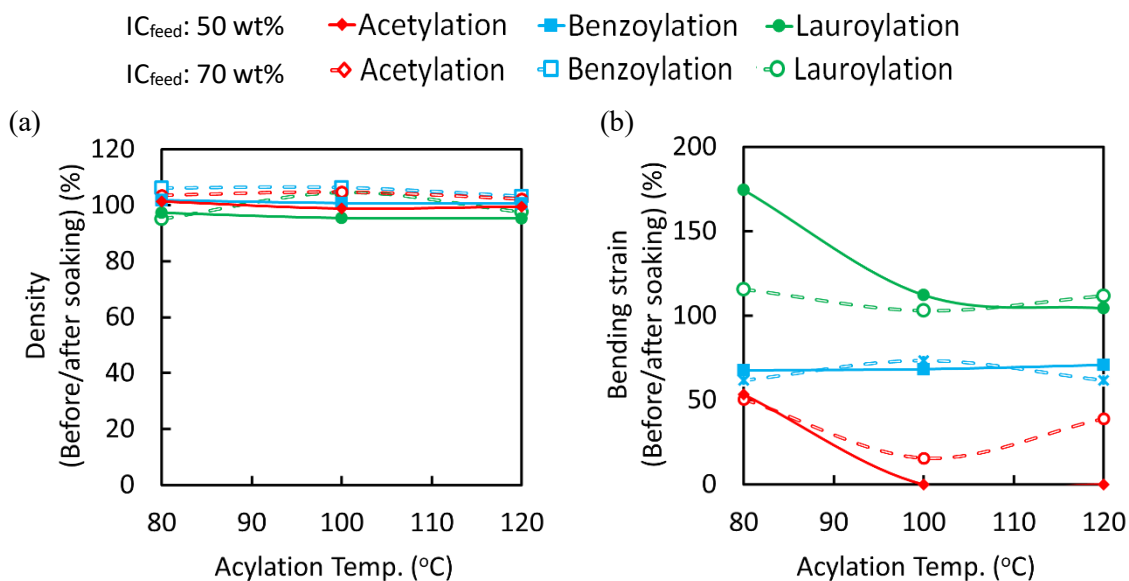 ICfeed: 50 wt% Acetylation Benzoylation Lauroylation
ICfeed: 70 wt% Acetylation Benzoylation Lauroylation
(a)
Density
(Before/after soaking) (%)
120
100
80
60
40
20
0
80 90 100 110 120
Acylation Temp. (oC)
(b)
Bending strain
(Before/after soaking) (%)
200
150
100
50
0
80 90 100 110 120
Acylation Temp. (oC)